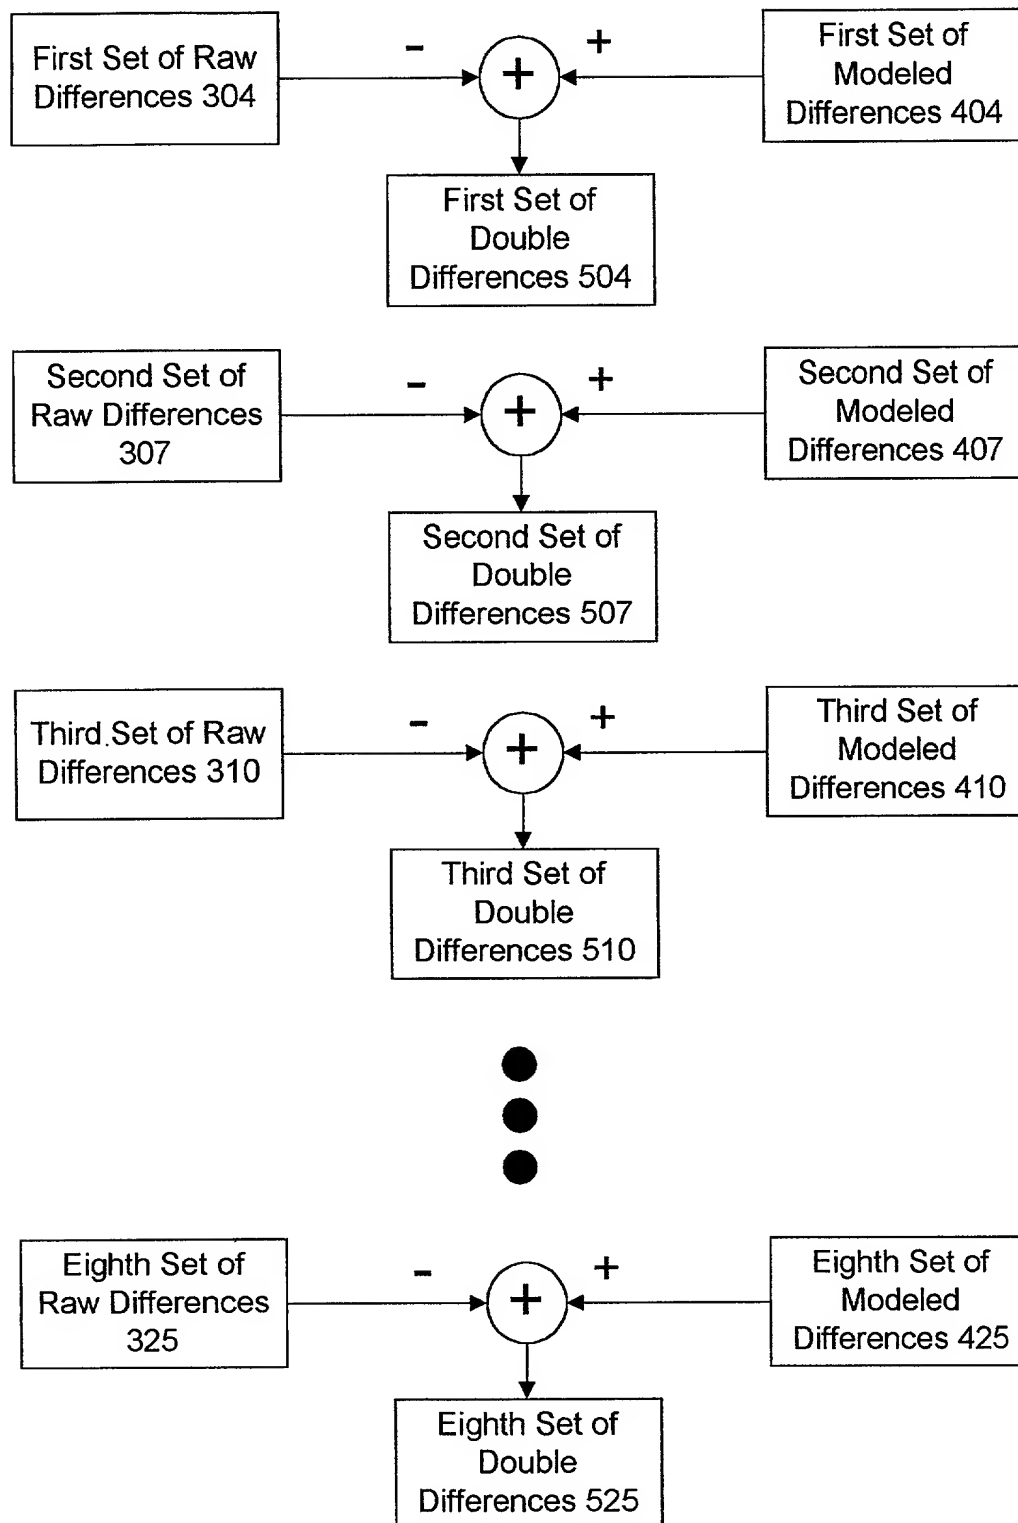 First Set of Raw
Differences 304
-
+
+
First Set of
Modeled
Differences 404
First Set of
Double
Differences 504
Second Set of
Raw Differences
307
-
+
+
Second Set of
Modeled
Differences 407
Second Set of
Double
Differences 507
Third Set of Raw
Differences 310
-
+
+
Third Set of
Modeled
Differences 410
Third Set of
Double
Differences 510
Eighth Set of
Raw Differences
325
-
+
+
Eighth Set of
Modeled
Differences 425
Eighth Set of
Double
Differences 525